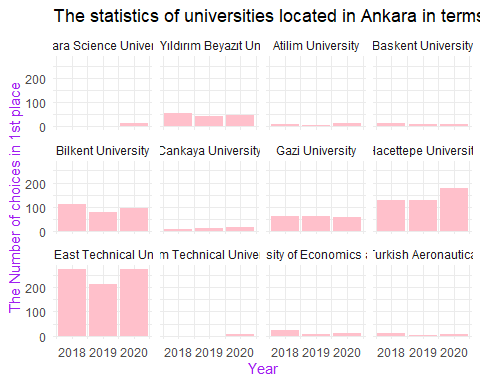 The statistics of universities located in Ankara in terms
ara Science Univer Yıldırım Beyazıt Un Atilim University Baskent University
200
100
0
Bilkent University Cankaya University Gazi University Hacettepe Universit
200
100
0
East Technical Un m Technical Univer sity of Economics Turkish Aeronautica
200
100
0
2018 2019 2020 2018 2019 2020 2018 2019 2020 2018 2019 2020
Year
The Number of choices in 1st place